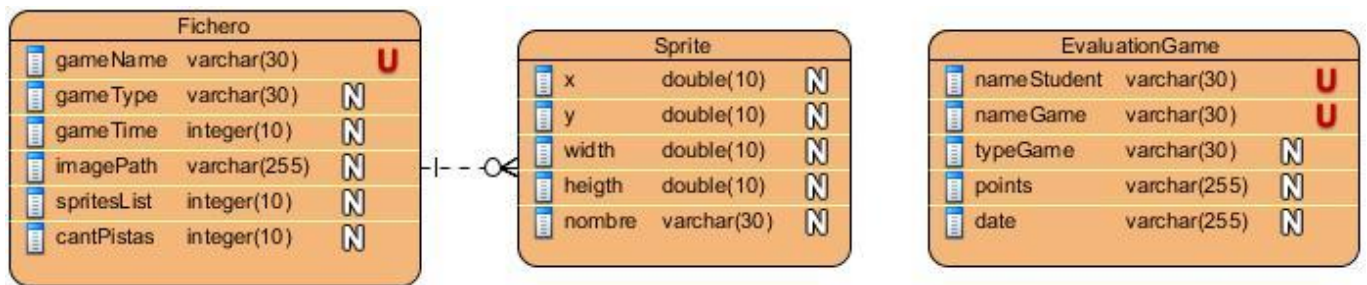 Fichero
gameName varchar(30) U
gameType varchar(30) N
gameTime integer(10) N
imagePath varchar(255) N
spritesList integer(10) N
cantPistas integer(10) N
Sprite
x double(10) N
y double(10) N
width double(10) N
heigth double(10) N
nombre varchar(30) N
EvaluationGame
nameStudent varchar(30) U
nameGame varchar(30) U
typeGame varchar(30) N
points varchar(255) N
date varchar(255) N